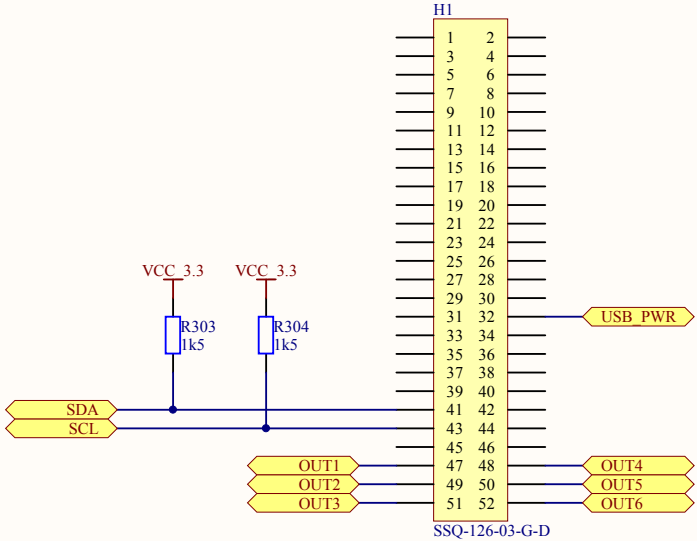 H1
1 2
3 4
5 6
7 8
9 10
11 12
13 14
15 16
17 18
19 20
21 22
23 24
25 26
VCC_3.3 VCC_3.3 27 28
29 30
31 32 USB_PWR
R303 R304 33 34
1k5 1k5 35 36
37 38
39 40
SDA 41 42
SCL 43 44
45 46
OUT1 47 48 OUT4
OUT2 49 50 OUT5
OUT3 51 52 OUT6
SSQ-126-03-G-D